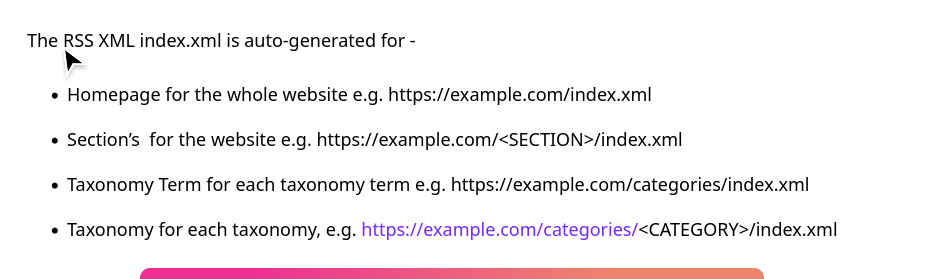 The RSS XML index.xml is auto-generated for -
• Homepage for the whole website e.g. https://example.com/index.xml
• Section’s  for the website e.g. https://example.com/<SECTION>/index.xml
• Taxonomy Term for each taxonomy term e.g. https://example.com/categories/index.xml
• Taxonomy for each taxonomy, e.g. https://example.com/categories/<CATEGORY>/index.xml